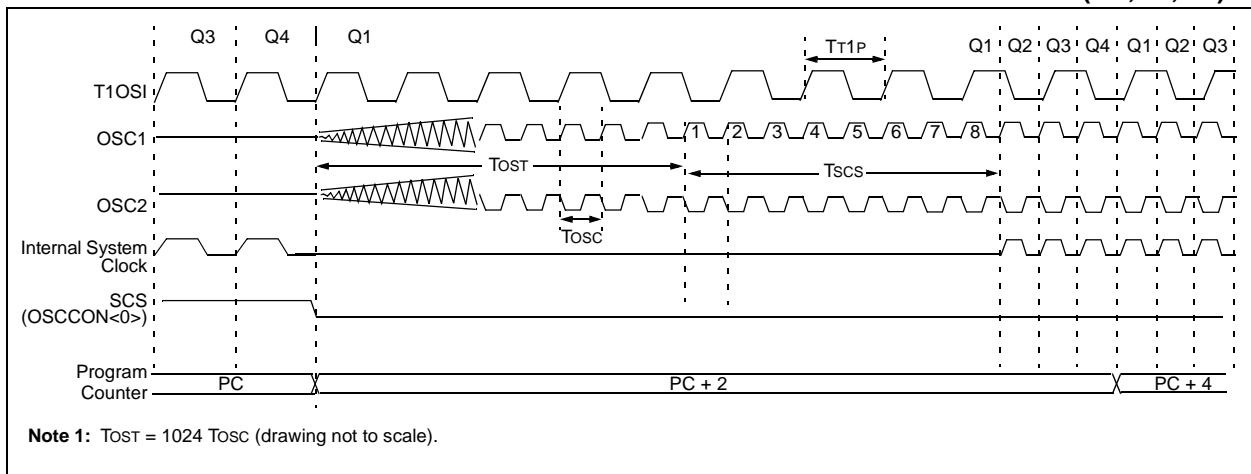 Q3 Q4 Q1 TT1P Q1 Q2 Q3 Q4 Q1 Q2 Q3
T1OSI
OSC1 1 2 3 4 5 6 7 8
TOST TSCS
OSC2
TOSC
Internal System
Clock
SCS
(OSCCON<0>)
Program
Counter PC PC + 2 PC + 4
Note 1: TOST = 1024 TOSC (drawing not to scale).